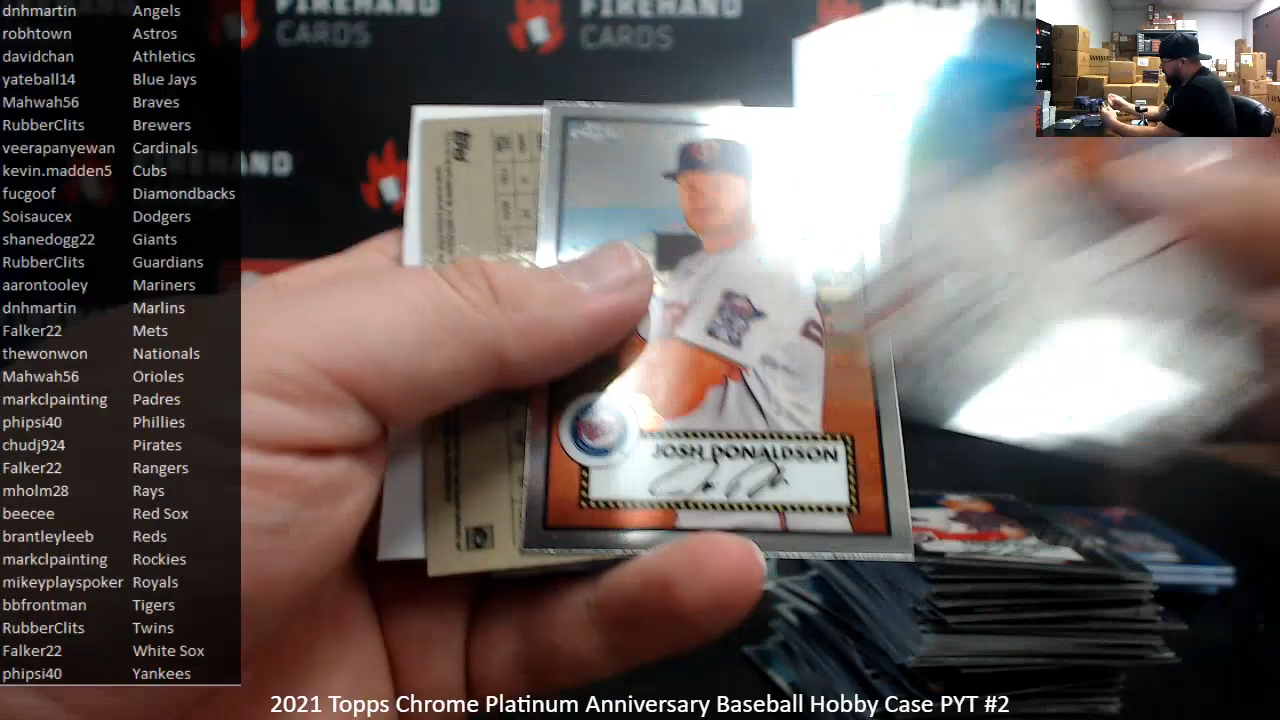 dnhmartin Angels
robhtown Astros
davidchan Athletics
yateball14 Blue Jays
Mahwah56 Braves
RubberClits Brewers
veerapanyewan Cardinals
kevin.madden5 Cubs
fucgoof Diamondbacks
Soisaucex Dodgers
shanedogg22 Giants
RubberClits Guardians
aarontooley Mariners
dnhmartin Marlins
Falker22 Mets
thewonwon Nationals
Mahwah56 Orioles
markclpainting Padres
phipsi40 Phillies
chudj924 Pirates
Falker22 Rangers
mholm28 Rays
beecee Red Sox
brantleyleeb Reds
markclpainting Rockies
mikeyplayspoker Royals
bbfrontman Tigers
RubberClits Twins
Falker22 White Sox
phipsi40 Yankees
FIREHAND
CARDS
FIREHAND
CARDS
HAND
Topps
JOSH DONALDSON
2021 Topps Chrome Platinum Anniversary Baseball Hobby Case PYT #2